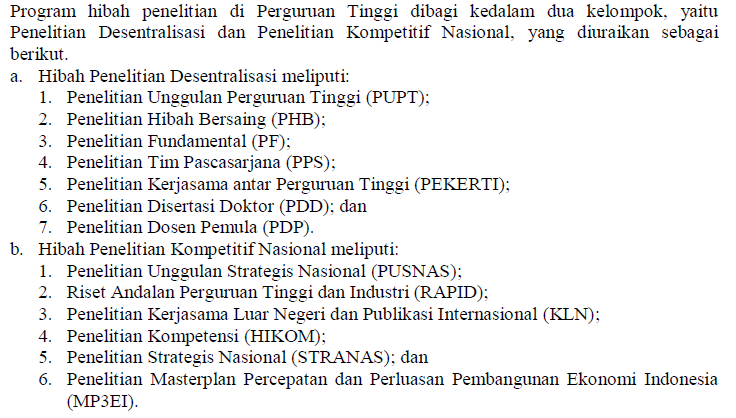 Program hibah penelitian di Perguruan Tinggi dibagi kedalam dua kelompok, yaitu
Penelitian Desentralisasi dan Penelitian Kompetitif Nasional, yang diuraikan sebagai
berikut.
a. Hibah Penelitian Desentralisasi meliputi:
1. Penelitian Unggulan Perguruan Tinggi (PUPT);
2. Penelitian Hibah Bersaing (PHB);
3. Penelitian Fundamental (PF);
4. Penelitian Tim Pascasarjana (PPS);
5. Penelitian Kerjasama antar Perguruan Tinggi (PEKERTI);
6. Penelitian Disertasi Doktor (PDD); dan
7. Penelitian Dosen Pemula (PDP).
b. Hibah Penelitian Kompetitif Nasional meliputi:
1. Penelitian Unggulan Strategis Nasional (PUSNAS);
2. Riset Andalan Perguruan Tinggi dan Industri (RAPID);
3. Penelitian Kerjasama Luar Negeri dan Publikasi Internasional (KLN);
4. Penelitian Kompetensi (HIKOM);
5. Penelitian Strategis Nasional (STRANAS); dan
6. Penelitian Masterplan Percepatan dan Perluasan Pembangunan Ekonomi Indonesia
(MP3EI).